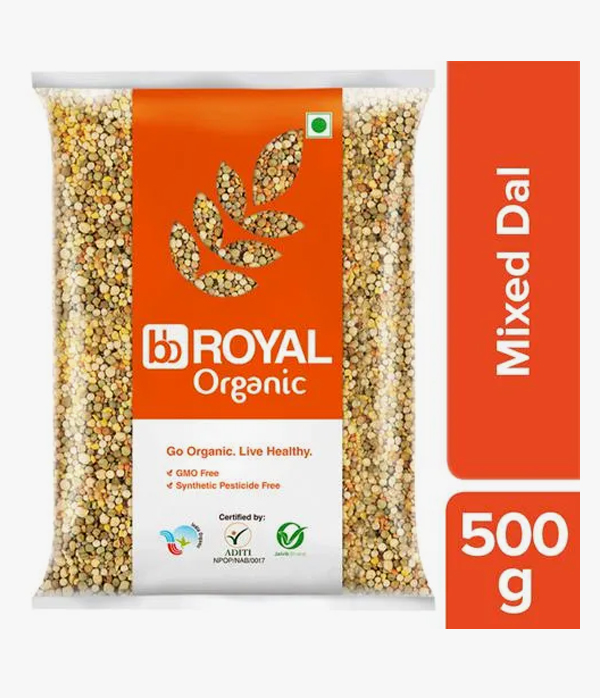 bb ROYAL
Organic
Go Organic. Live Healthy.
GMO Free
Synthetic Pesticide Free
Certified by:
ADITI
NPOP/NAB/0017
Mixed Dal
500
g